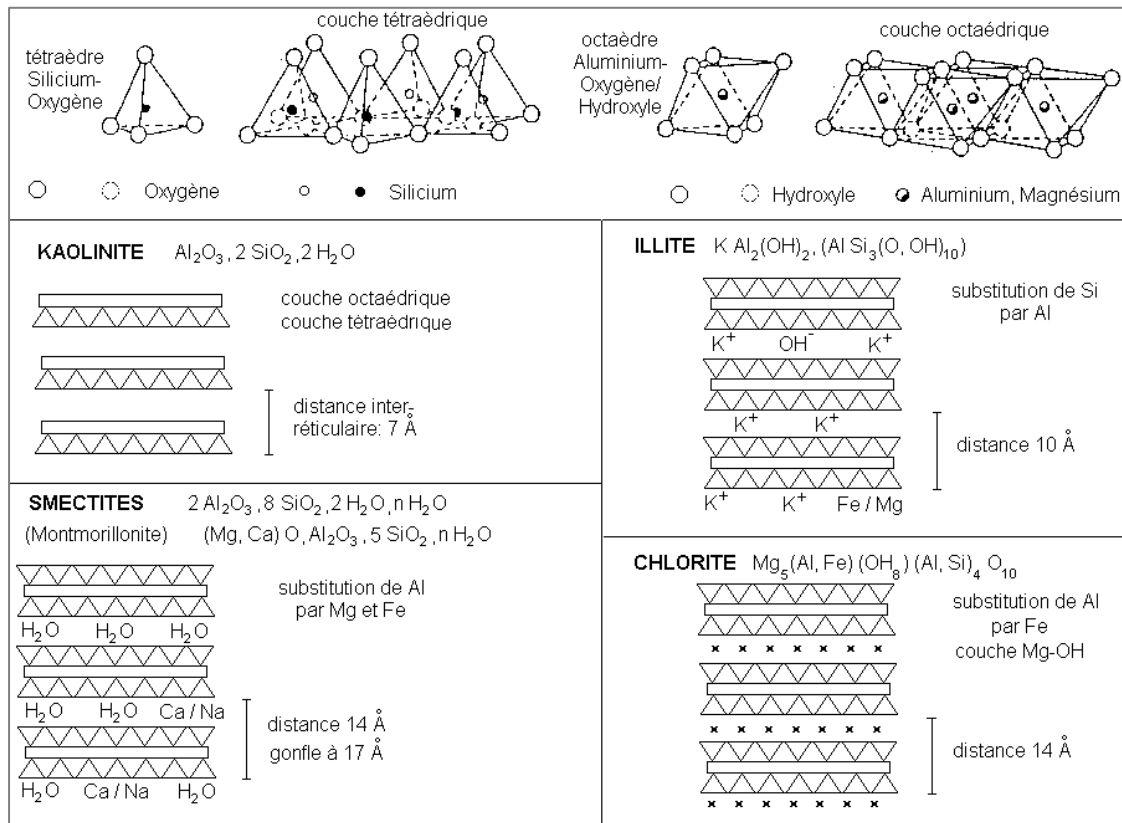 couche tétraèdrique
tétraèdre
Silicium-
Oxygène
octaèdre
Aluminium-
Oxygène/
Hydroxyle
couche octaédrique
Oxygène
Silicium
Hydroxyle
Aluminium, Magnésium
KAOLINITE Al₂O₃, 2 SiO₂, 2 H₂O
couche octaédrique
couche tètraédrique
distance inter-
réticulaire: 7 Å
ILLITE K Al₂(OH)₂, (Al Si₃(O, OH)₁₀)
substitution de Si
par Al
K⁺ OH⁻ K⁺
K⁺ K⁺
distance 10 Å
K⁺ K⁺ Fe / Mg
SMECTITES 2 Al₂O₃, 8 SiO₂, 2 H₂O, n H₂O
(Montmorillonite) (Mg, Ca) O, Al₂O₃, 5 SiO₂, n H₂O
substitution de Al
par Mg et Fe
H₂O H₂O H₂O
H₂O H₂O Ca / Na
distance 14 Å
gonfle à 17 Å
H₂O Ca / Na H₂O
CHLORITE Mg₅(Al, Fe) (OH₈) (Al, Si)₄ O₁₀
substitution de Al
par Fe
couche Mg-OH
distance 14 Å